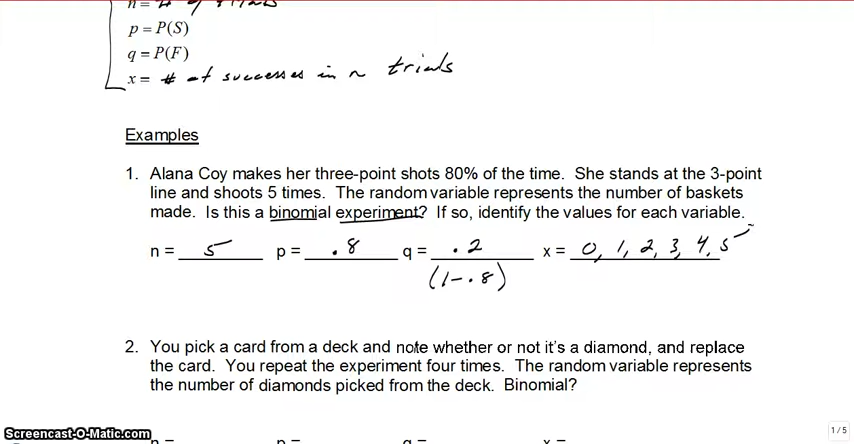 n = # of trials
p = P(S)
q = P(F)
x = # of successes in n trials
Examples
1. Alana Coy makes her three-point shots 80% of the time. She stands at the 3-point
line and shoots 5 times. The random variable represents the number of baskets
made. Is this a binomial experiment? If so, identify the values for each variable.
n = 5 p = .8 q = .2 x = 0, 1, 2, 3, 4, 5
(1-.8)
2. You pick a card from a deck and note whether or not it's a diamond, and replace
the card. You repeat the experiment four times. The random variable represents
the number of diamonds picked from the deck. Binomial?
Screencast-O-Matic.com
1 / 5
n = p = q = x =